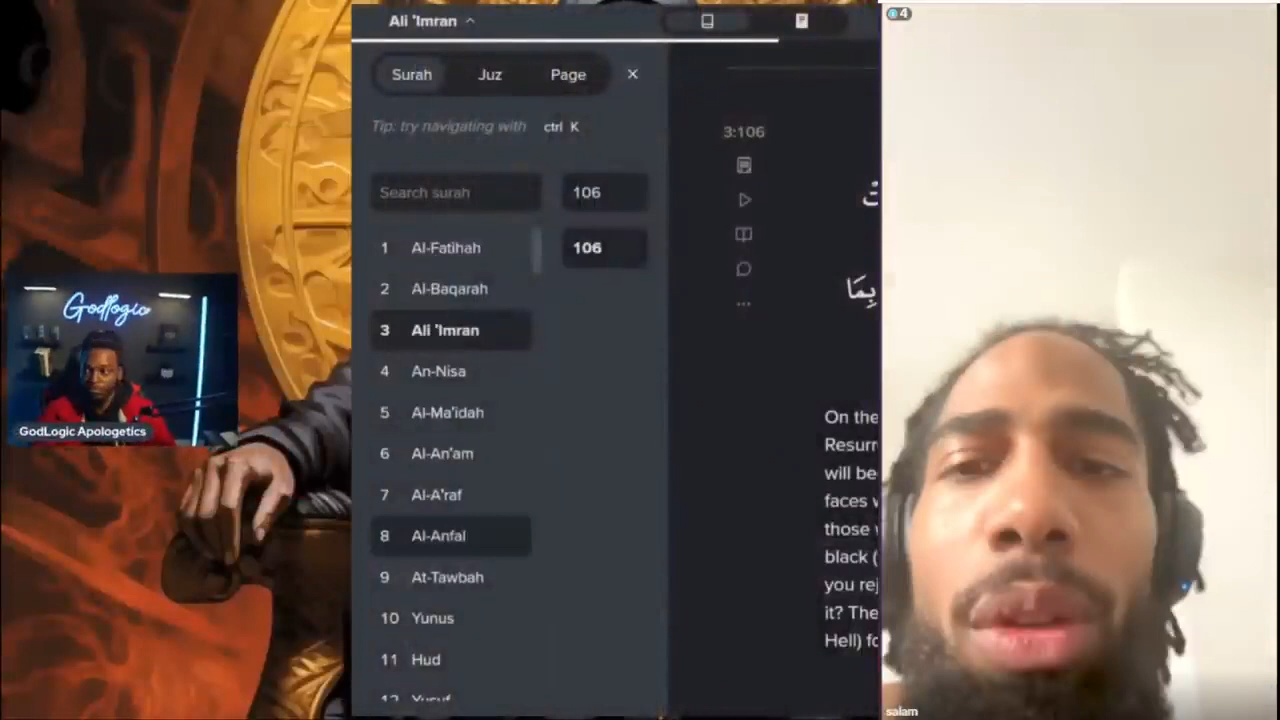 Ali 'Imran
4
Surah Juz Page
Tip: try navigating with ctrl K
3:106
Search surah 106
1 Al-Fatihah 106
2 Al-Baqarah
3 Ali 'Imran
4 An-Nisa
5 Al-Ma'idah
6 Al-An'am
7 Al-A'raf
8 Al-Anfal
9 At-Tawbah
10 Yunus
11 Hud
12 Yusuf
بِمَا
On the
Resurr
will be
faces w
those w
black (
you rej
it? The
Hell) fo
Godlogic
GodLogic Apologetics
salam